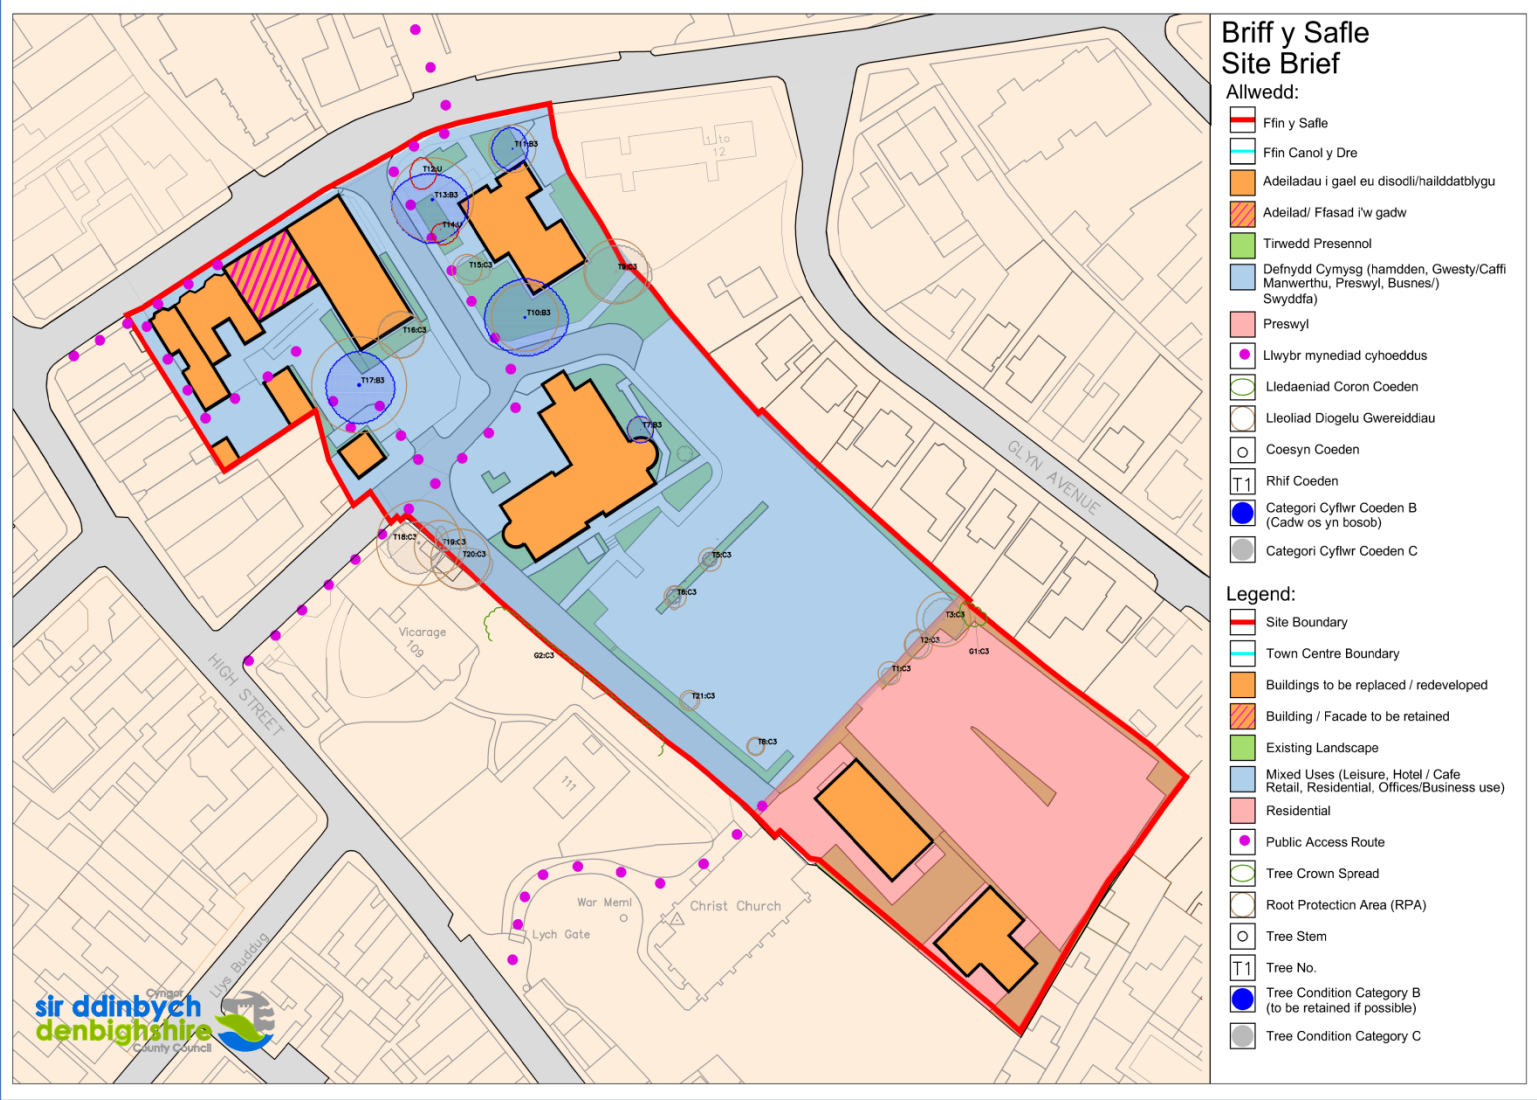 Briff y Safle
Site Brief
Allwedd:
Ffin y Safle
Ffin Canol y Dre
Adeiladau i gael eu disodli/hailddatblygu
Adeilad/ Ffasad i'w gadw
Tirwedd Presennol
Defnydd Cymysg (hamdden, Gwesty/Caffi
Manwerthu, Preswyl, Busnes/)
Swyddfa)
Preswyl
Llwybr mynediad cyhoeddus
Lledaeniad Coron Coeden
Lleoliad Diogelu Gwereiddiau
Coesyn Coeden
T1 Rhif Coeden
Categori Cyflwr Coeden B
(Cadw os yn bosob)
Categori Cyflwr Coeden C
Legend:
Site Boundary
Town Centre Boundary
Buildings to be replaced / redeveloped
Building / Facade to be retained
Existing Landscape
Mixed Uses (Leisure, Hotel / Cafe
Retail, Residential, Offices/Business use)
Residential
Public Access Route
Tree Crown Spread
Root Protection Area (RPA)
Tree Stem
T1 Tree No.
Tree Condition Category B
(to be retained if possible)
Tree Condition Category C
1 to
12
T11:B3
T12:U
T13:B3
T14:U
T15:C3
T9:C3
T10:B3
T16:C3
T17:B3
T7:B3
GLYN AVENUE
T18:C3
T19:C3
T20:C3
T5:C3
T6:C3
T3:C3
T2:C3
G1:C3
T1:C3
Vicarage
109
G2:C3
HIGH STREET
T21:C3
T8:C3
111
War Meml
Christ Church
Lych Gate
Llys Buddug
Cyngor
sir ddinbych
denbighshire
County Council